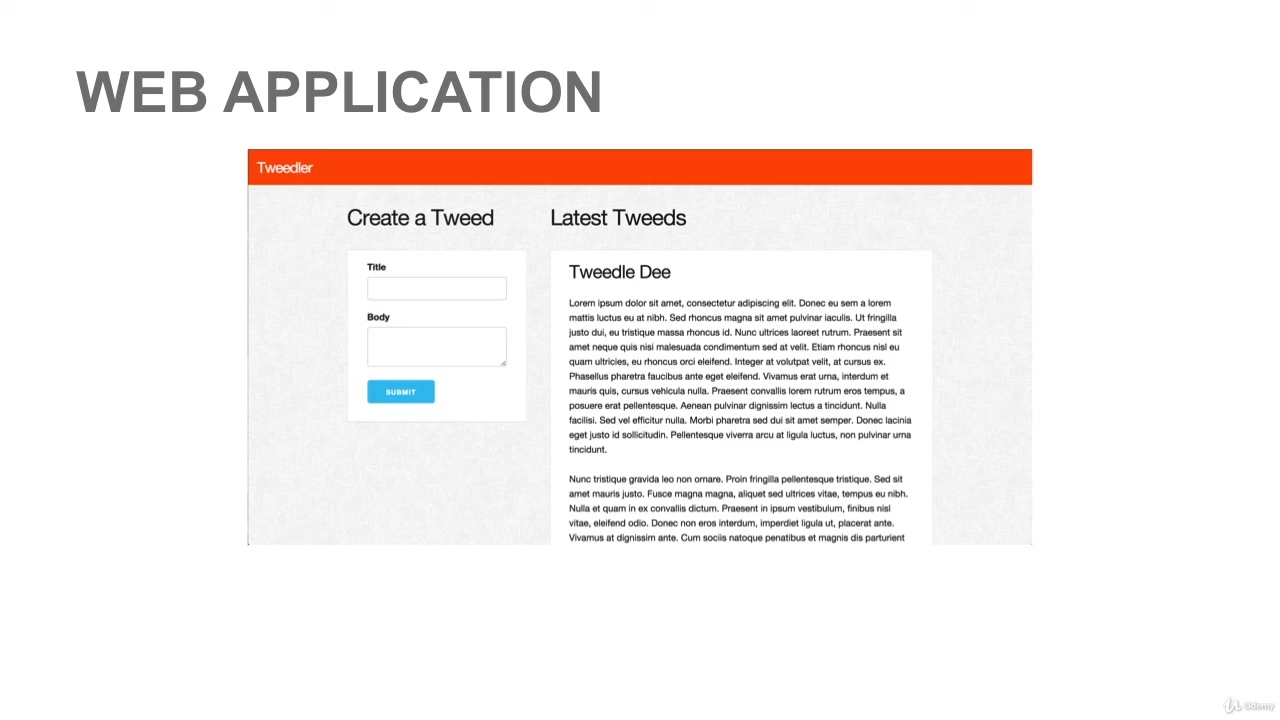 WEB APPLICATION
Tweedler
Create a Tweed
Title
Body
SUBMIT
Latest Tweeds
Tweedle Dee
Lorem ipsum dolor sit amet, consectetur adipiscing elit. Donec eu sem a lorem
mattis luctus eu at nibh. Sed rhoncus magna sit amet pulvinar iaculis. Ut fringilla
justo dui, eu tristique massa rhoncus id. Nunc ultrices laoreet rutrum. Praesent sit
amet neque quis nisi malesuada condimentum sed at velit. Etiam rhoncus nisl eu
quam ultricies, eu rhoncus orci eleifend. Integer at volutpat velit, at cursus ex.
Phasellus pharetra faucibus ante eget eleifend. Vivamus erat urna, interdum et
mauris quis, cursus vehicula nulla. Praesent convallis lorem rutrum eros tempus, a
posuere erat pellentesque. Aenean pulvinar dignissim lectus a tincidunt. Nulla
facilisi. Sed vel efficitur nulla. Morbi pharetra sed dui sit amet semper. Donec lacinia
eget justo id sollicitudin. Pellentesque viverra arcu at ligula luctus, non pulvinar urna
tincidunt.
Nunc tristique gravida leo non ornare. Proin fringilla pellentesque tristique. Sed sit
amet mauris justo. Fusce magna magna, aliquet sed ultrices vitae, tempus eu nibh.
Nulla et quam in ex convallis dictum. Praesent in ipsum vestibulum, finibus nisl
vitae, eleifend odio. Donec non eros interdum, imperdiet ligula ut, placerat ante.
Vivamus at dignissim ante. Cum sociis natoque penatibus et magnis dis parturient
Udemy